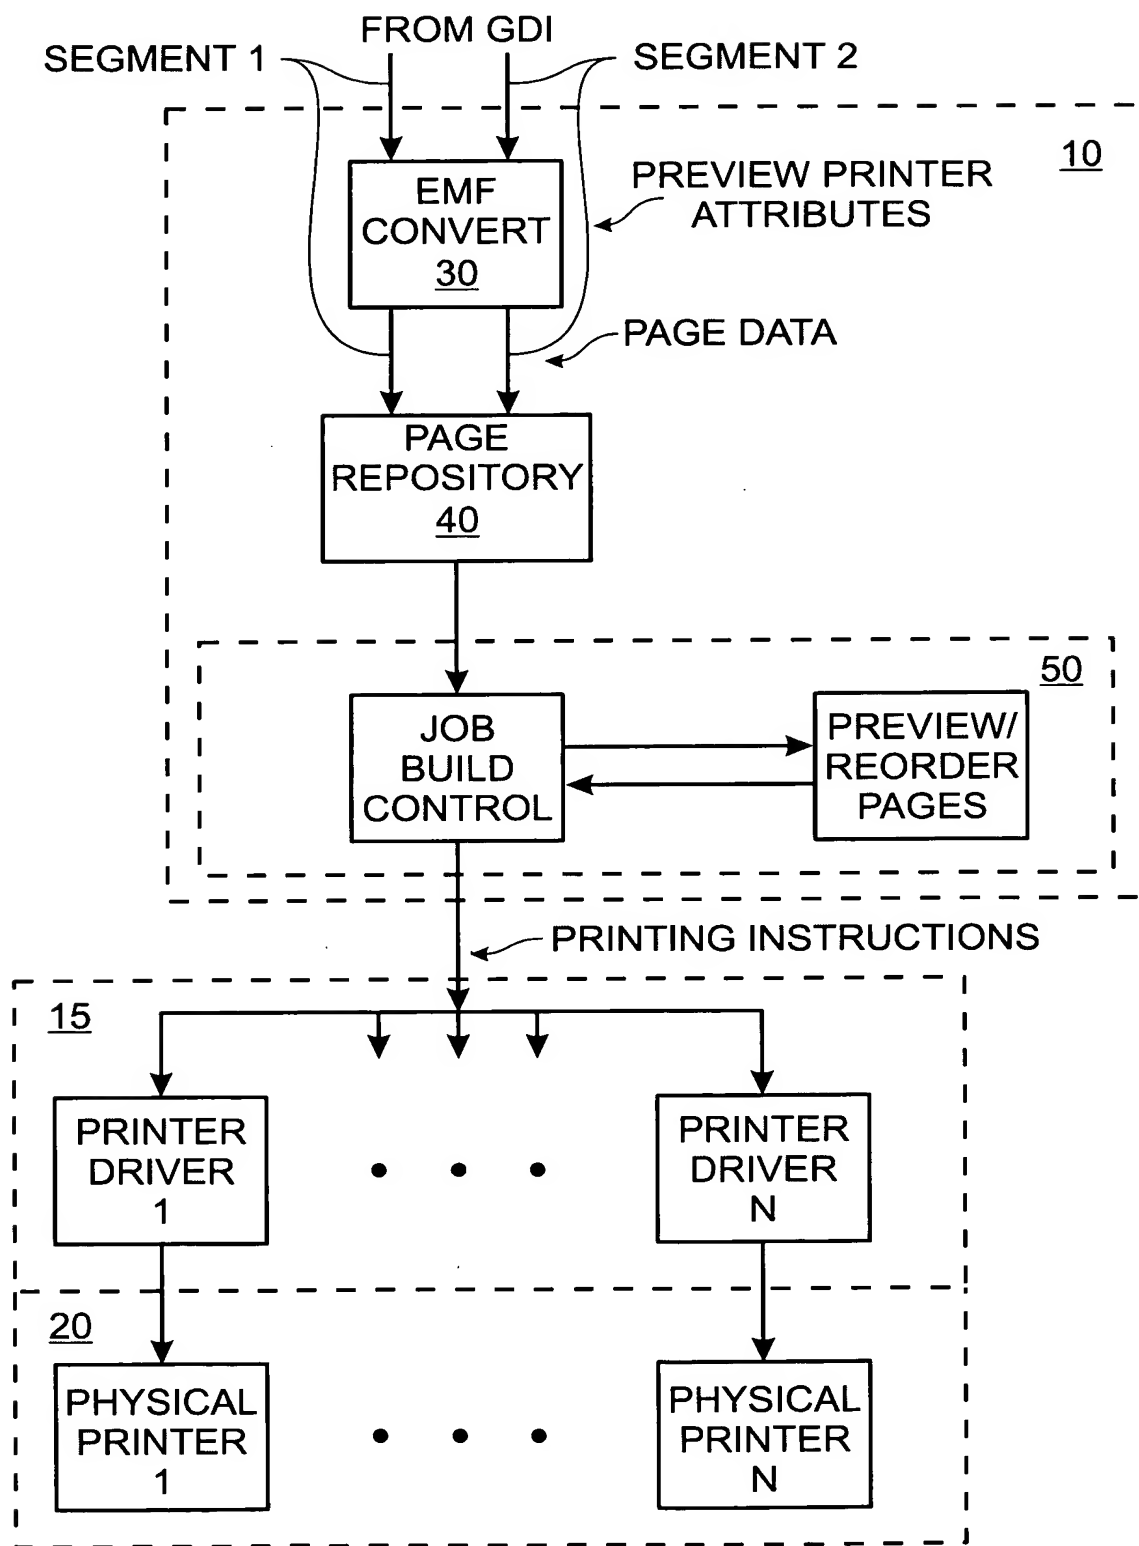 FROM GDI
SEGMENT 1
SEGMENT 2
10
EMF
CONVERT
30
PREVIEW PRINTER
ATTRIBUTES
PAGE DATA
PAGE
REPOSITORY
40
50
JOB
BUILD
CONTROL
PREVIEW/
REORDER
PAGES
PRINTING INSTRUCTIONS
15
PRINTER
DRIVER
1
PRINTER
DRIVER
N
20
PHYSICAL
PRINTER
1
PHYSICAL
PRINTER
N